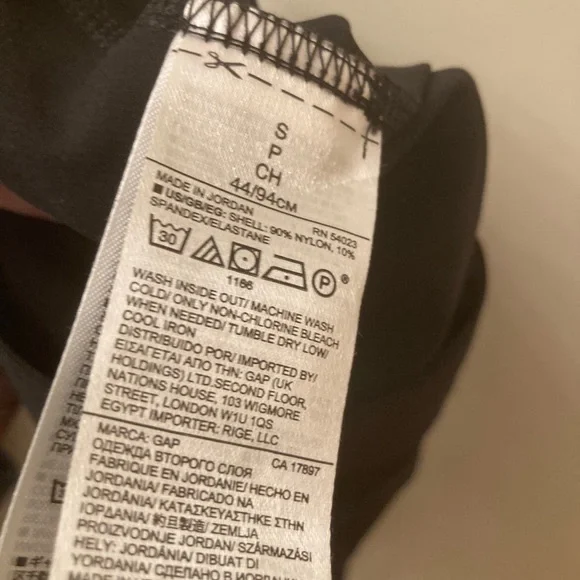 S
P
CH
44/94CM
MADE IN JORDAN RN 54023
■ US/GB/EG: SHELL: 90% NYLON, 10%
SPANDEX/ELASTANE
30 P ®
1166
WASH INSIDE OUT/ MACHINE WASH
COLD/ ONLY NON-CHLORINE BLEACH
WHEN NEEDED/ TUMBLE DRY LOW/
COOL IRON
DISTRIBUIDO POR/ IMPORTED BY/
ΕΙΣΑΓΕΤΑΙ ΑΠΟ ΤΗΝ: GAP (UK
HOLDINGS) LTD.SECOND FLOOR,
NATIONS HOUSE, 103 WIGMORE
STREET, LONDON W1U 1QS
EGYPT IMPORTER: RIGE, LLC
MARCA: GAP CA 17897
ОДЕЖДА ВТОРОГО СЛОЯ
FABRIQUE EN JORDANIE/ HECHO EN
JORDANIA/ FABRICADO NA
JORDÂNIA/ ΚΑΤΑΣΚΕΥΑΣΤΗΚΕ ΣΤΗΝ
ΙΟΡΔΑΝΙΑ/ 約旦製造/ ZEMLJA
PROIZVODNJE JORDAN/ SZÁRMAZÁSI
HELY: JORDÁNIA/ DIBUAT DI
YORDANIA/ СДЕЛАНО В ИОРДАНИИ